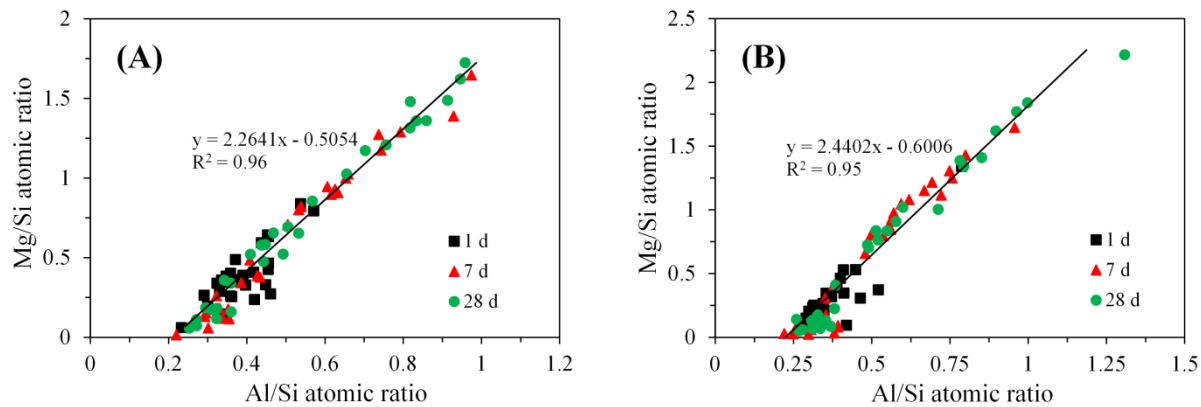 (A)
Mg/Si atomic ratio
2
1.5
1
0.5
0
y = 2.2641x - 0.5054
R² = 0.96
1 d
7 d
28 d
0 0.2 0.4 0.6 0.8 1 1.2
Al/Si atomic ratio
(B)
Mg/Si atomic ratio
2.5
2
1.5
1
0.5
0
y = 2.4402x - 0.6006
R² = 0.95
1 d
7 d
28 d
0 0.25 0.5 0.75 1 1.25 1.5
Al/Si atomic ratio